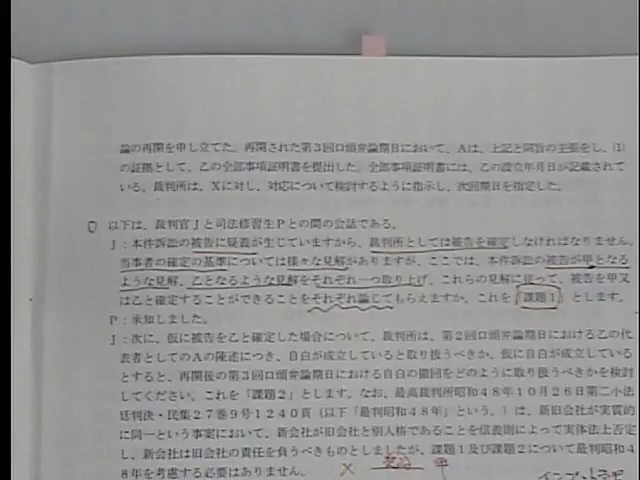 論の再開を申し立てた。再開された第3回口頭弁論期日において、Aは、上記と同旨の主張をし、⑴
の証拠として、乙の全部事項証明書を提出した。全部事項証明書には、乙の設立年月日が記載されて
いる。裁判所は、Xに対し、対応について検討するように指示し、次回期日を指定した。
以下は、裁判官Jと司法修習生Pとの間の会話である。
J：本件訴訟の被告に疑義が生じていますから、裁判所としては被告を確定しなければなりません。
当事者の確定の基準については様々な見解がありますが、ここでは、本件訴訟の被告が甲となる
ような見解、乙となるような見解をそれぞれ一つ取り上げ、これらの見解に従って、被告を甲又
は乙と確定することができることをそれぞれ論じてもらえますか。これを「課題1」とします。
P：承知しました。
J：次に、仮に被告を乙と確定した場合について、裁判所は、第2回口頭弁論期日における乙の代
表者としてのAの陳述につき、自白が成立していると取り扱うべきか、仮に自白が成立している
とすると、再開後の第3回口頭弁論期日における自白の撤回をどのように取り扱うべきかを検討
してください。これを「課題2」とします。なお、最高裁判所昭和48年10月26日第二小法
廷判決・民集27巻9号1240頁（以下「最判昭和48年」という。）は、新旧会社が実質的
に同一という事案において、新会社が旧会社と別人格であることを信義則によって実体法上否定
し、新会社は旧会社の責任を負うべきものとしましたが、課題1及び課題2について最判昭和4
8年を考慮する必要はありません。
X 甲